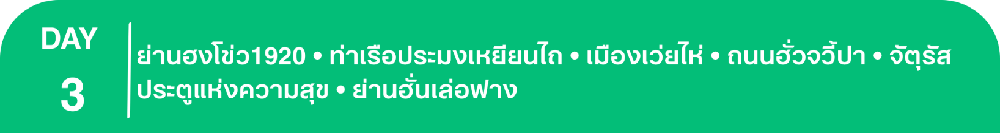 DAY
3
ย่านฮงโข่ว1920 • ท่าเรือประมงเหยียนไถ • เมืองเว่ยไห่ • ถนนฮั่วจวี้ปา • จัตุรัส
ประตูแห่งความสุข • ย่านฮั่นเล่อฟาง